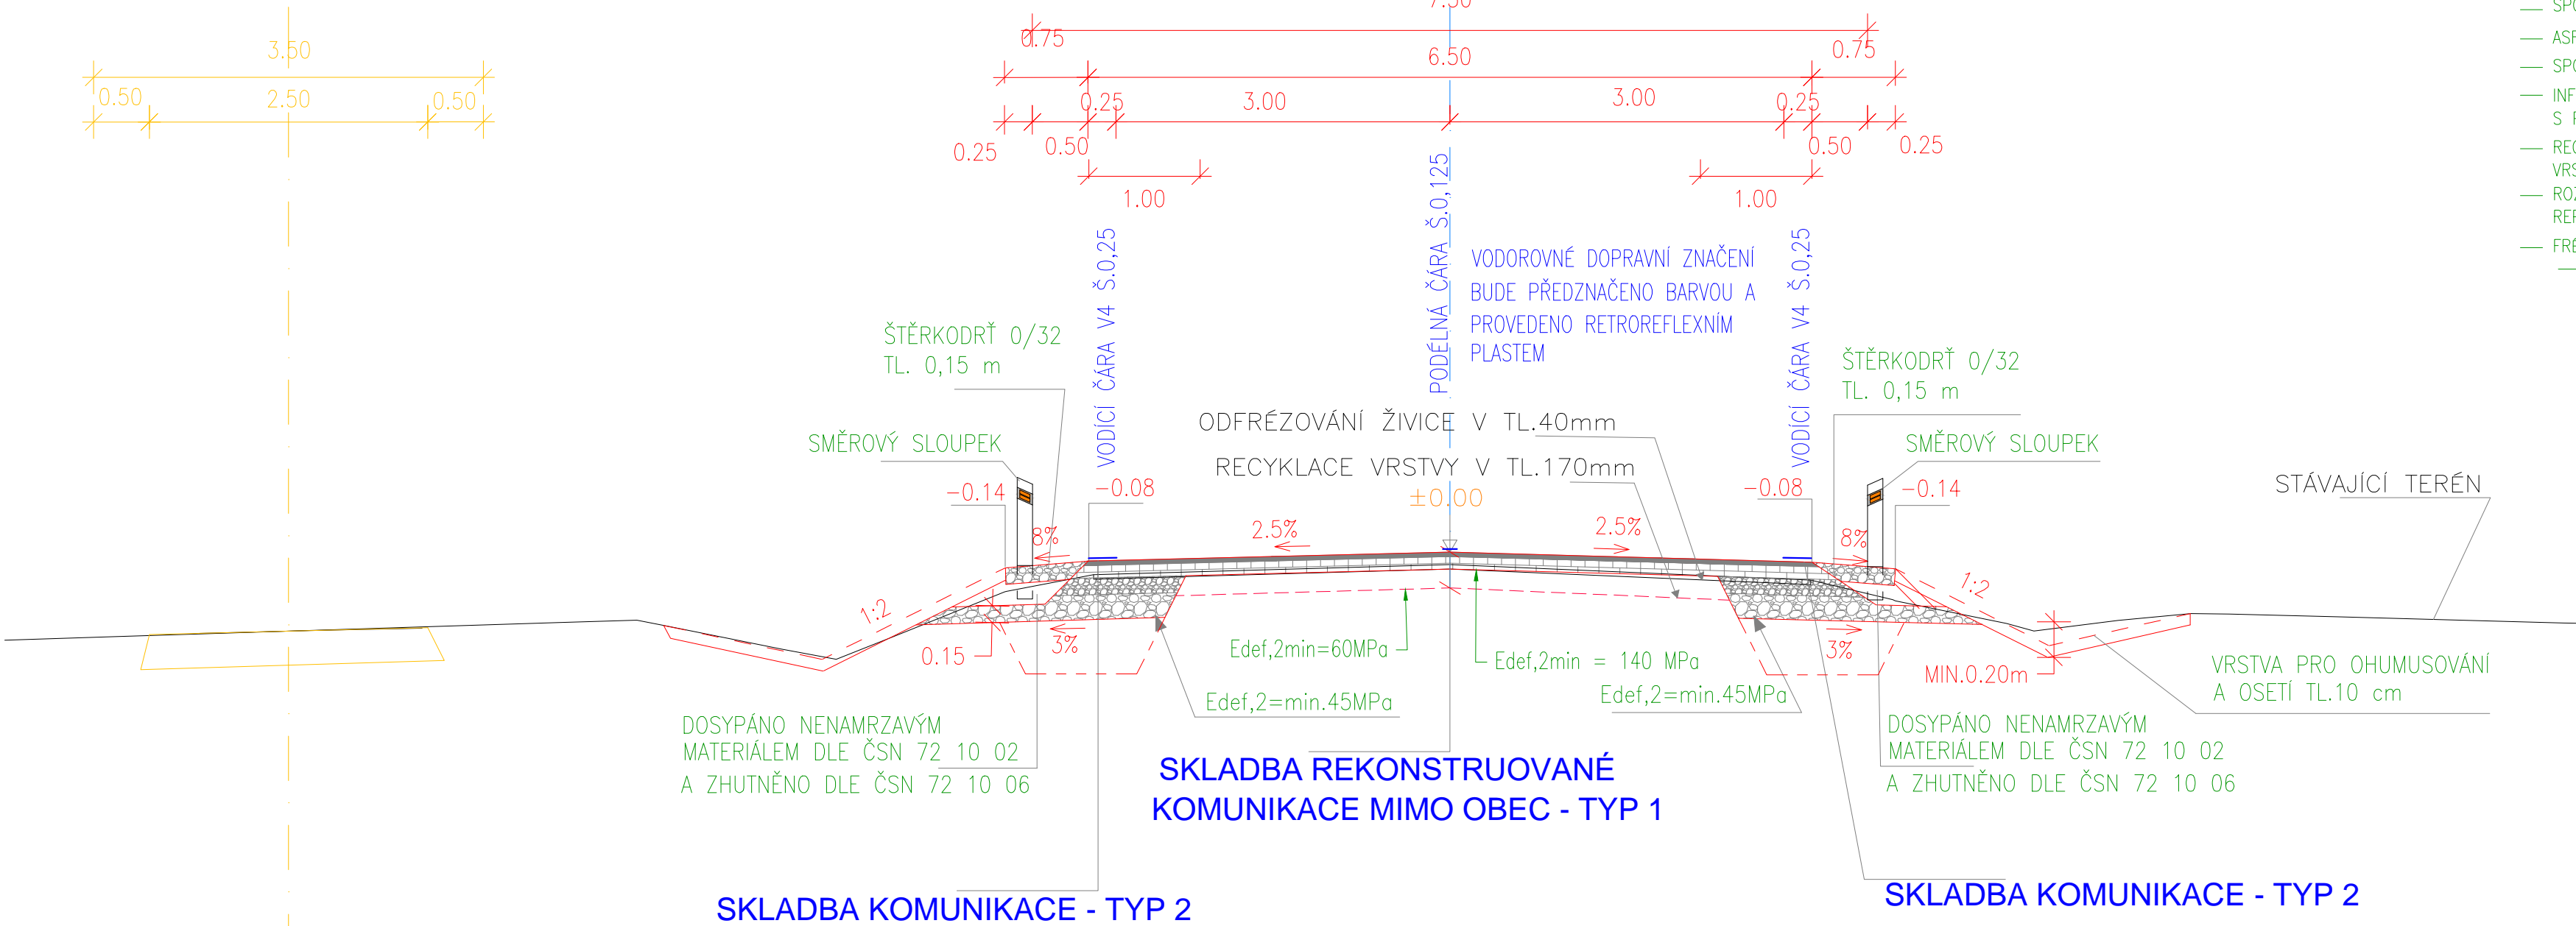 7.50
3.50
0.75
6.50
0.75
0.50
2.50
0.50
0.25
3.00
3.00
0.25
0.25
0.50
0.50
0.25
1.00
1.00
VODÍCÍ ČÁRA V4 Š.0,25
PODÉLNÁ ČÁRA Š.0,125
VODÍCÍ ČÁRA V4 Š.0,25
VODOROVNÉ DOPRAVNÍ ZNAČENÍ
BUDE PŘEDZNAČENO BARVOU A
PROVEDENO RETROREFLEXNÍM
PLASTEM
ŠTĚRKODRŤ 0/32
TL. 0,15 m
ŠTĚRKODRŤ 0/32
TL. 0,15 m
ODFRÉZOVÁNÍ ŽIVICE V TL.40mm
SMĚROVÝ SLOUPEK
SMĚROVÝ SLOUPEK
RECYKLACE VRSTVY V TL.170mm
STÁVAJÍCÍ TERÉN
-0.14
-0.08
±0.00
-0.08
-0.14
8%
2.5%
2.5%
8%
1:2
1:2
3%
3%
0.15
Edef,2min=60MPa
Edef,2min = 140 MPa
MIN.0.20m
VRSTVA PRO OHUMUSOVÁNÍ
A OSETÍ TL.10 cm
Edef,2=min.45MPa
Edef,2=min.45MPa
DOSYPÁNO NENAMRZAVÝM
MATERIÁLEM DLE ČSN 72 10 02
A ZHUTNĚNO DLE ČSN 72 10 06
DOSYPÁNO NENAMRZAVÝM
MATERIÁLEM DLE ČSN 72 10 02
A ZHUTNĚNO DLE ČSN 72 10 06
SKLADBA REKONSTRUOVANÉ
KOMUNIKACE MIMO OBEC - TYP 1
SKLADBA KOMUNIKACE - TYP 2
SKLADBA KOMUNIKACE - TYP 2